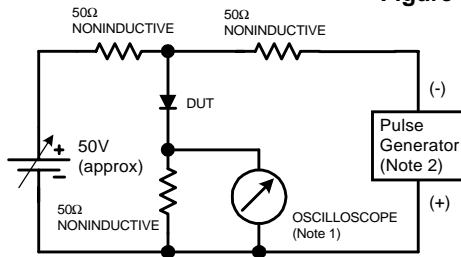 Figure
50Ω
NONINDUCTIVE
50Ω
NONINDUCTIVE
(-)
DUT
+
50V
(approx)
-
Pulse
Generator
(Note 2)
50Ω
NONINDUCTIVE
(+)
OSCILLOSCOPE
(Note 1)